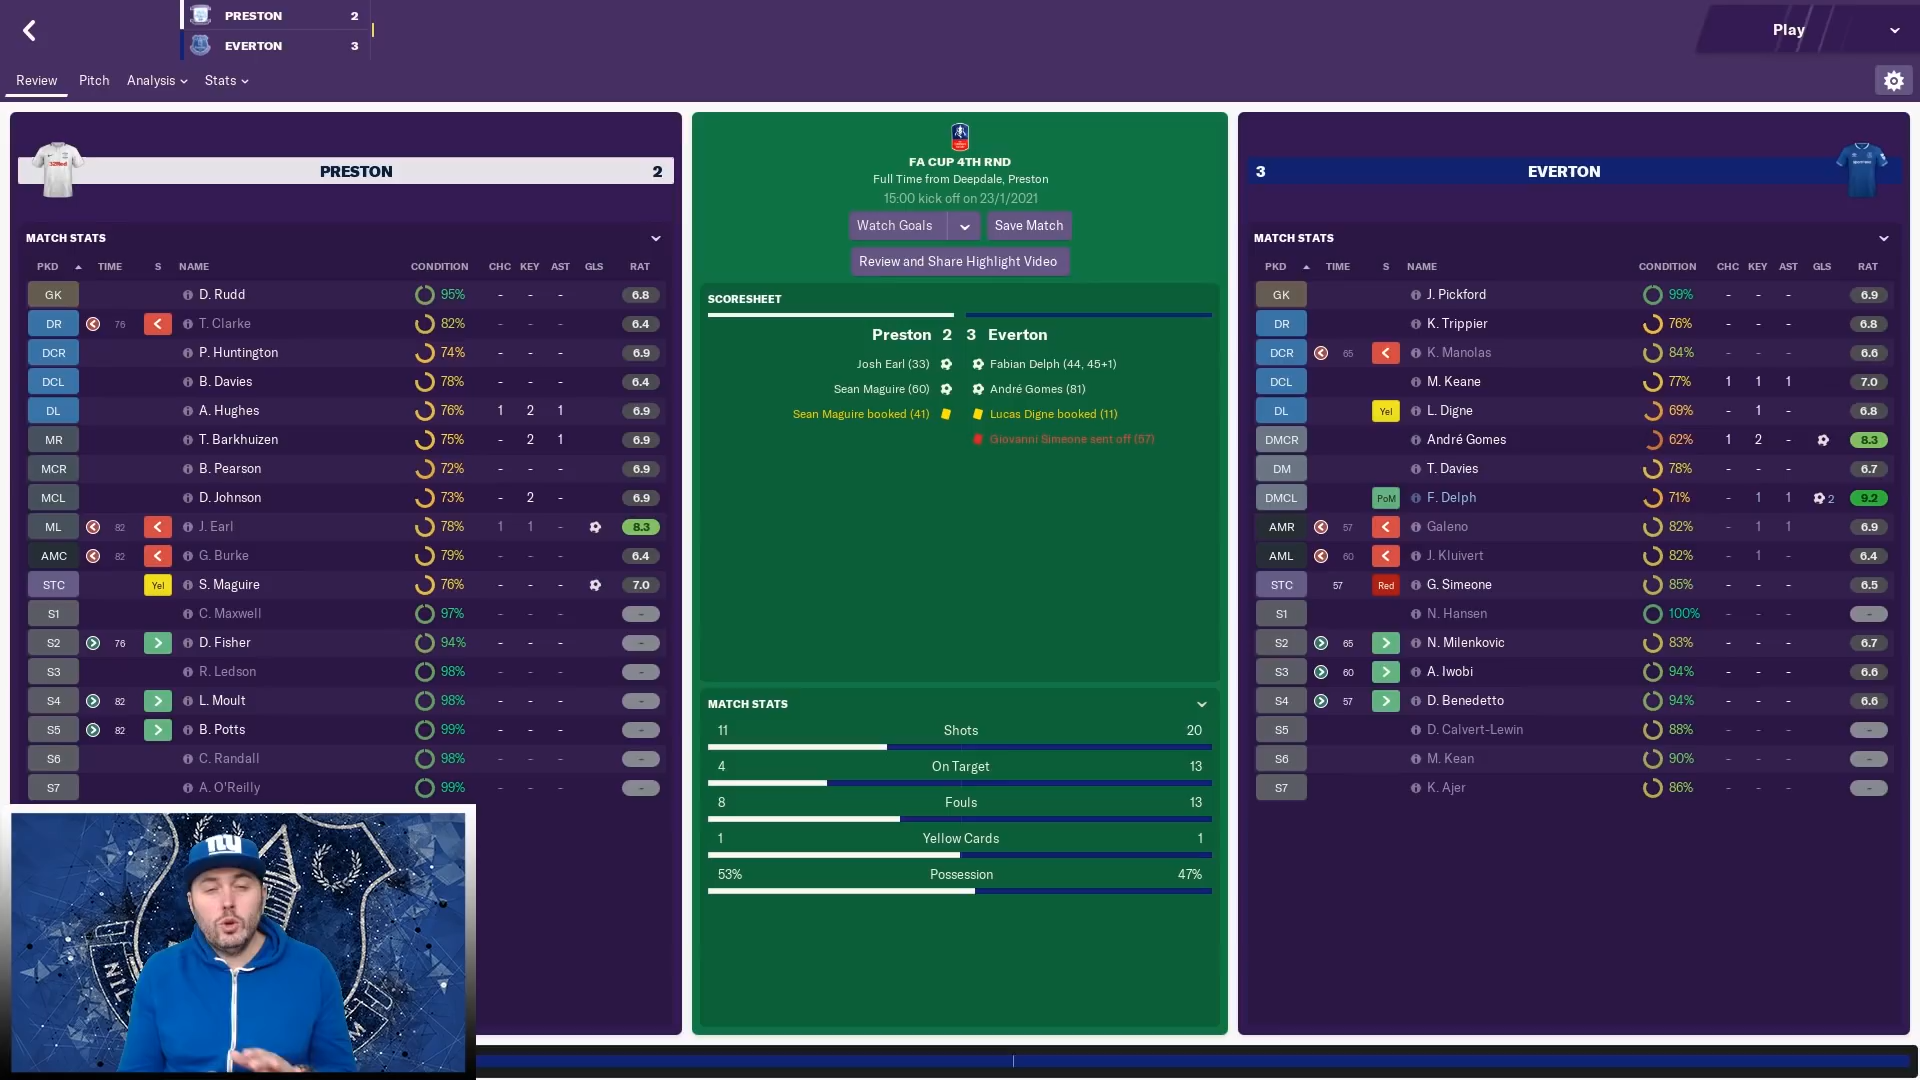 PRESTON 2
EVERTON 3
Play
Review Pitch Analysis Stats
PRESTON 2
MATCH STATS
PKD TIME S NAME CONDITION CHC KEY AST GLS RAT
GK D. Rudd 95% - - - 6.8
DR 76 T. Clarke 82% - - - 6.4
DCR P. Huntington 74% - - - 6.9
DCL B. Davies 78% - - - 6.4
DL A. Hughes 76% 1 2 1 6.9
MR T. Barkhuizen 75% - 2 1 6.9
MCR B. Pearson 72% - - - 6.9
MCL D. Johnson 73% - 2 - 6.9
ML 82 J. Earl 78% 1 1 - 8.3
AMC 82 G. Burke 79% - - - 6.4
STC Yel S. Maguire 76% - - - 7.0
S1 C. Maxwell 97% - - - -
S2 76 D. Fisher 94% - - - -
S3 R. Ledson 98% - - - -
S4 82 L. Moult 98% - - - -
S5 82 B. Potts 99% - - - -
S6 C. Randall 98% - - - -
S7 A. O'Reilly 99% - - - -
FA CUP 4TH RND
Full Time from Deepdale, Preston
15:00 kick off on 23/1/2021
Watch Goals Save Match
Review and Share Highlight Video
SCORESHEET
Preston 2 3 Everton
Josh Earl (33) Fabian Delph (44, 45+1)
Sean Maguire (60) André Gomes (81)
Sean Maguire booked (41) Lucas Digne booked (11)
Giovanni Simeone sent off (57)
MATCH STATS
11 Shots 20
4 On Target 13
8 Fouls 13
1 Yellow Cards 1
53% Possession 47%
3 EVERTON
MATCH STATS
PKD TIME S NAME CONDITION CHC KEY AST GLS RAT
GK J. Pickford 99% - - - 6.9
DR K. Trippier 76% - - - 6.8
DCR 65 K. Manolas 84% - - - 6.6
DCL M. Keane 77% 1 1 1 7.0
DL Yel L. Digne 69% - 1 - 6.8
DMCR André Gomes 62% 1 2 - 8.3
DM T. Davies 78% - - - 6.7
DMCL PoM F. Delph 71% - 1 1 2 9.2
AMR 57 Galeno 82% - 1 1 6.9
AML 60 J. Kluivert 82% - 1 - 6.4
STC 57 Red G. Simeone 85% - - - 6.5
S1 N. Hansen 100% - - - -
S2 65 N. Milenkovic 83% - - - 6.7
S3 60 A. Iwobi 94% - - - 6.6
S4 57 D. Benedetto 94% - - - 6.6
S5 D. Calvert-Lewin 88% - - - -
S6 M. Kean 90% - - - -
S7 K. Ajer 86% - - - -
NY
NIL